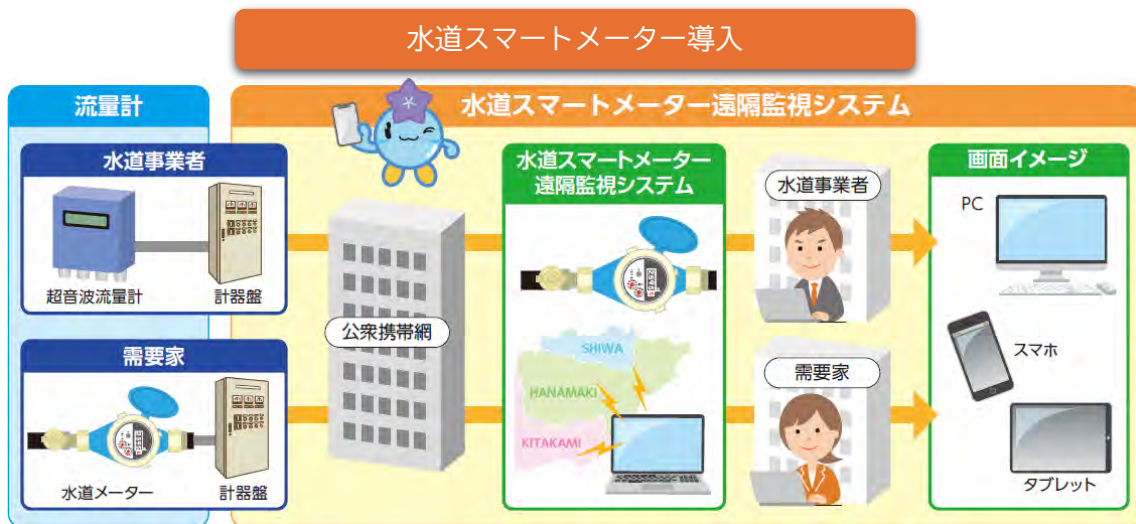 水道スマートメーター導入
流量計
水道スマートメーター遠隔監視システム
水道事業者
超音波流量計
計器盤
需要家
水道メーター
計器盤
公衆携帯網
水道スマートメーター
遠隔監視システム
SHIWA
HANAMAKI
KITAKAMI
水道事業者
需要家
画面イメージ
PC
スマホ
タブレット